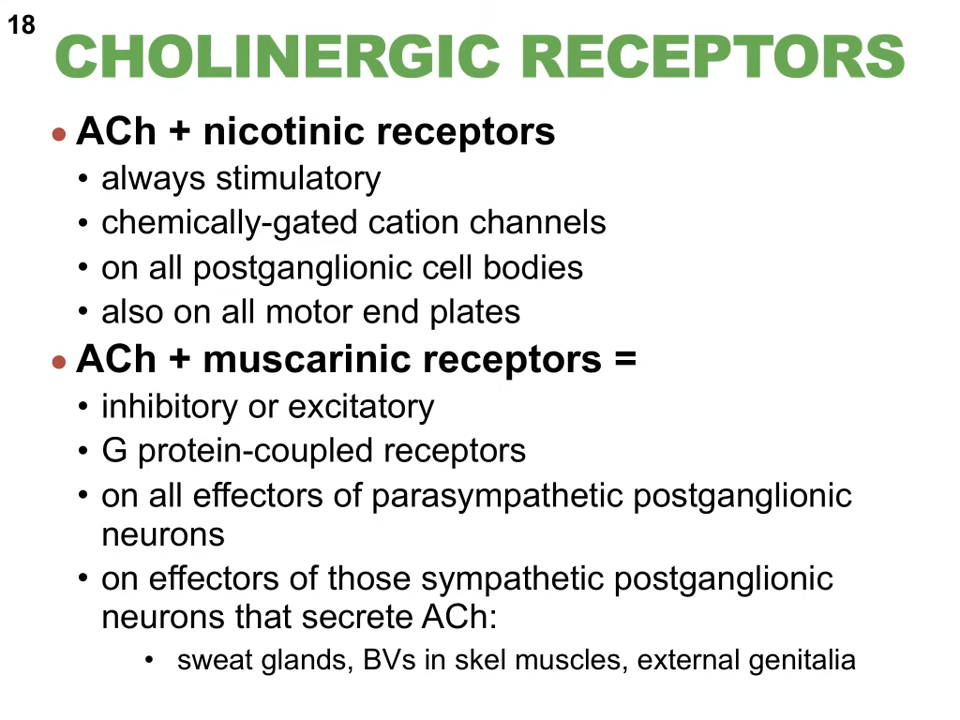 18
CHOLINERGIC RECEPTORS
• ACh + nicotinic receptors
• always stimulatory
• chemically-gated cation channels
• on all postganglionic cell bodies
• also on all motor end plates
• ACh + muscarinic receptors =
• inhibitory or excitatory
• G protein-coupled receptors
• on all effectors of parasympathetic postganglionic
neurons
• on effectors of those sympathetic postganglionic
neurons that secrete ACh:
• sweat glands, BVs in skel muscles, external genitalia